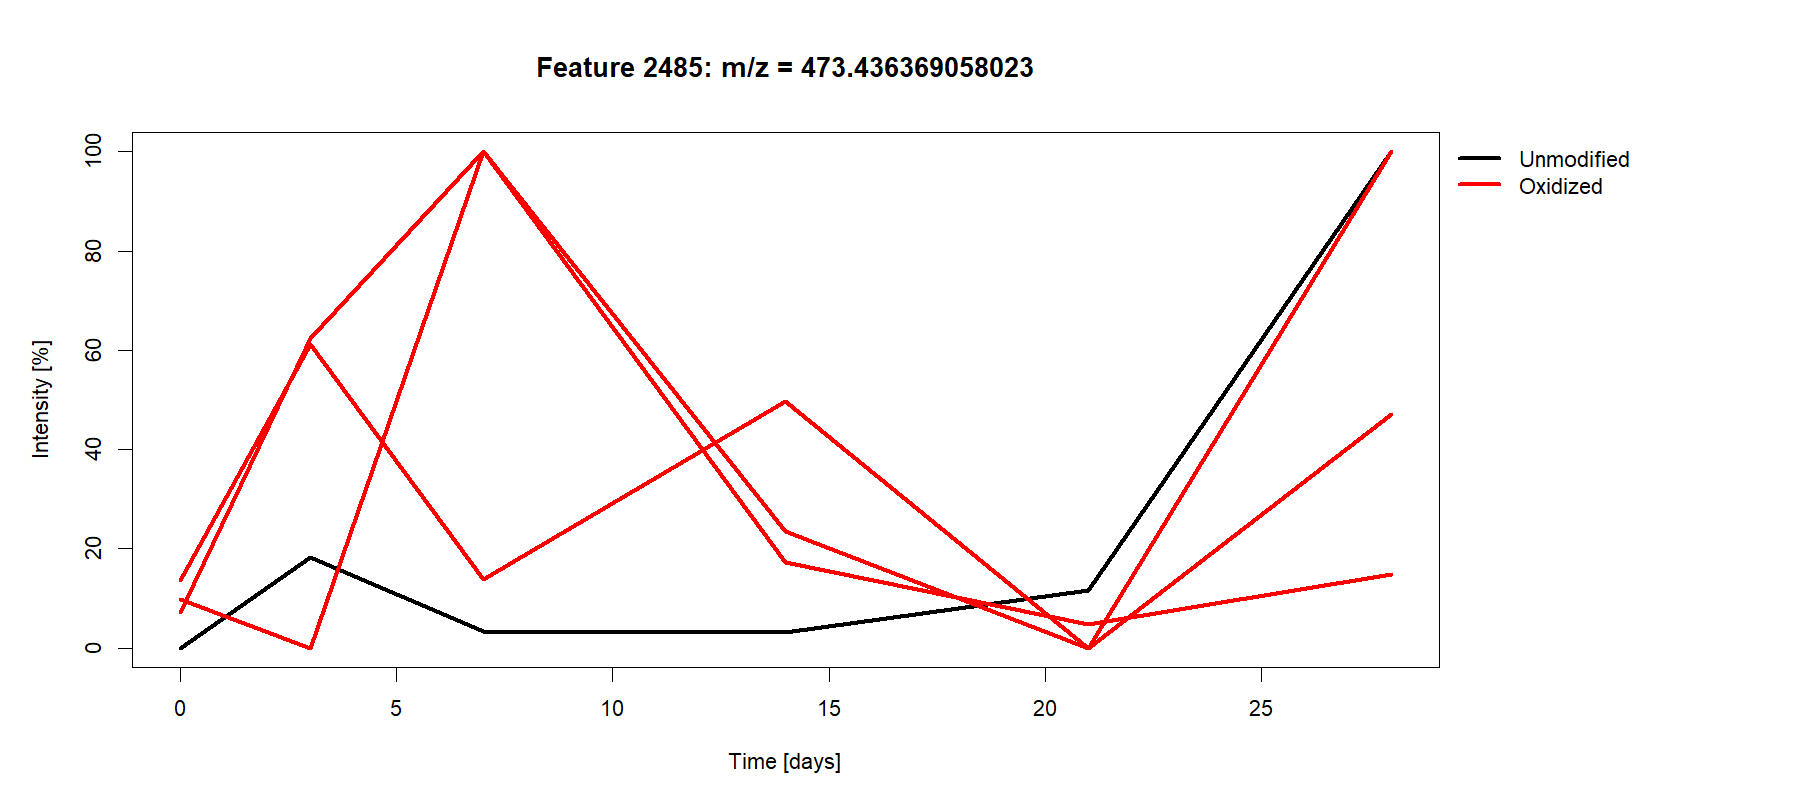 Feature 2485: m/z = 473.436369058023
Unmodified
Oxidized
Intensity [%]
100
80
60
40
20
0
0 5 10 15 20 25
Time [days]